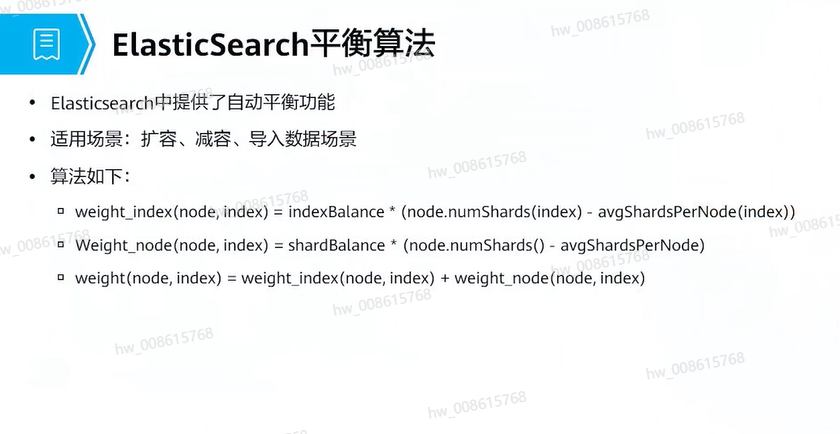 ElasticSearch平衡算法
• Elasticsearch中提供了自动平衡功能
• 适用场景：扩容、减容、导入数据场景
• 算法如下：
▫ weight_index(node, index) = indexBalance * (node.numShards(index) - avgShardsPerNode(index))
▫ Weight_node(node, index) = shardBalance * (node.numShards() - avgShardsPerNode)
▫ weight(node, index) = weight_index(node, index) + weight_node(node, index)
hw_008615768
hw_008615768
hw_008615768
hw_008615768
hw_008615768
hw_008615768
hw_008615768
hw_008615768
hw_008615768
hw_008615768
hw_008615768
hw_008615768
hw_008615768